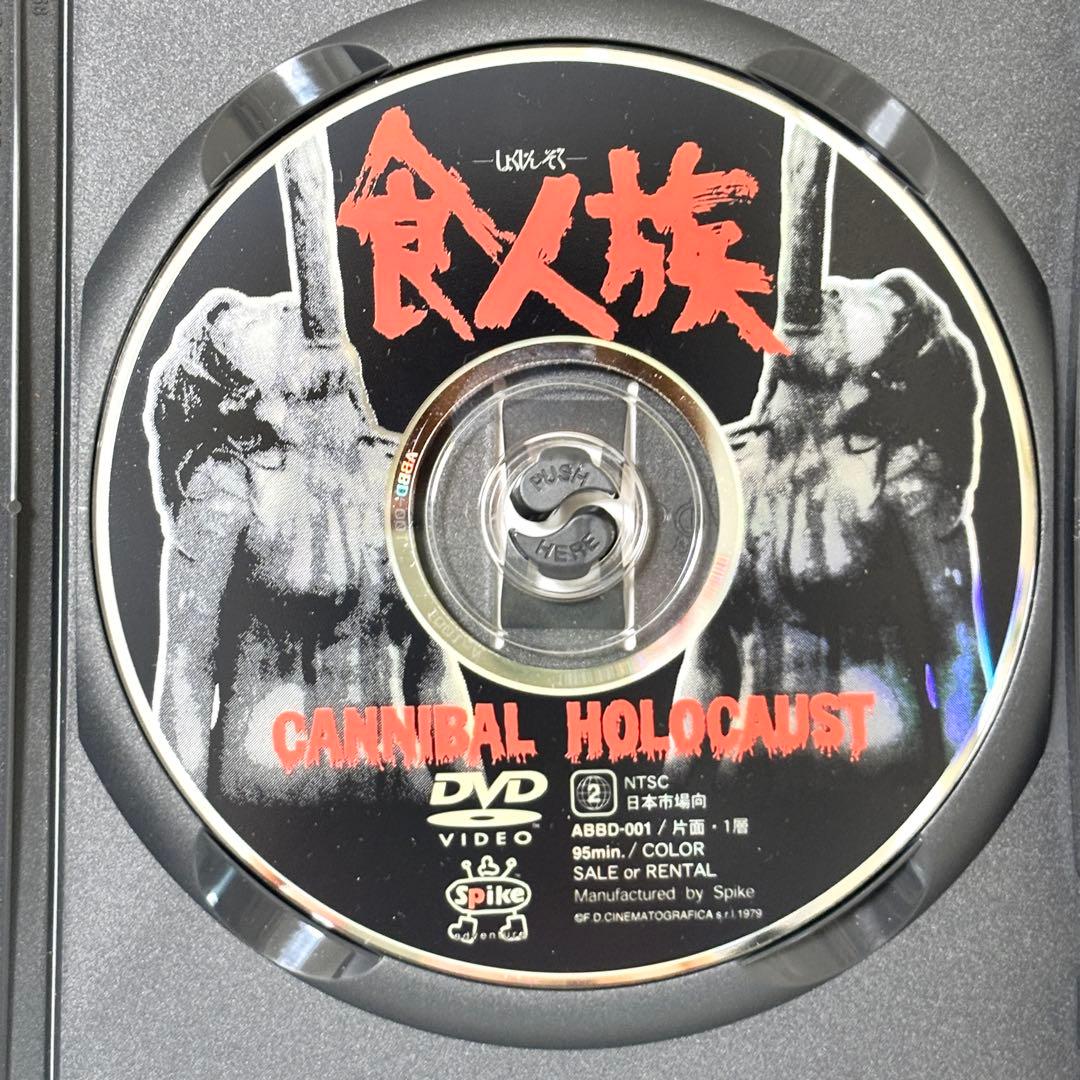 しょくじんぞく
食人族
PUSH
HERE
CANNIBAL HOLOCAUST
DVD
VIDEO
2
NTSC
日本市場向
ABBD-001 / 片面・1層
95min. / COLOR
SALE or RENTAL
Manufactured by Spike
©F.D.CINEMATOGRAFICA s.r.l 1979
Spike
adventure